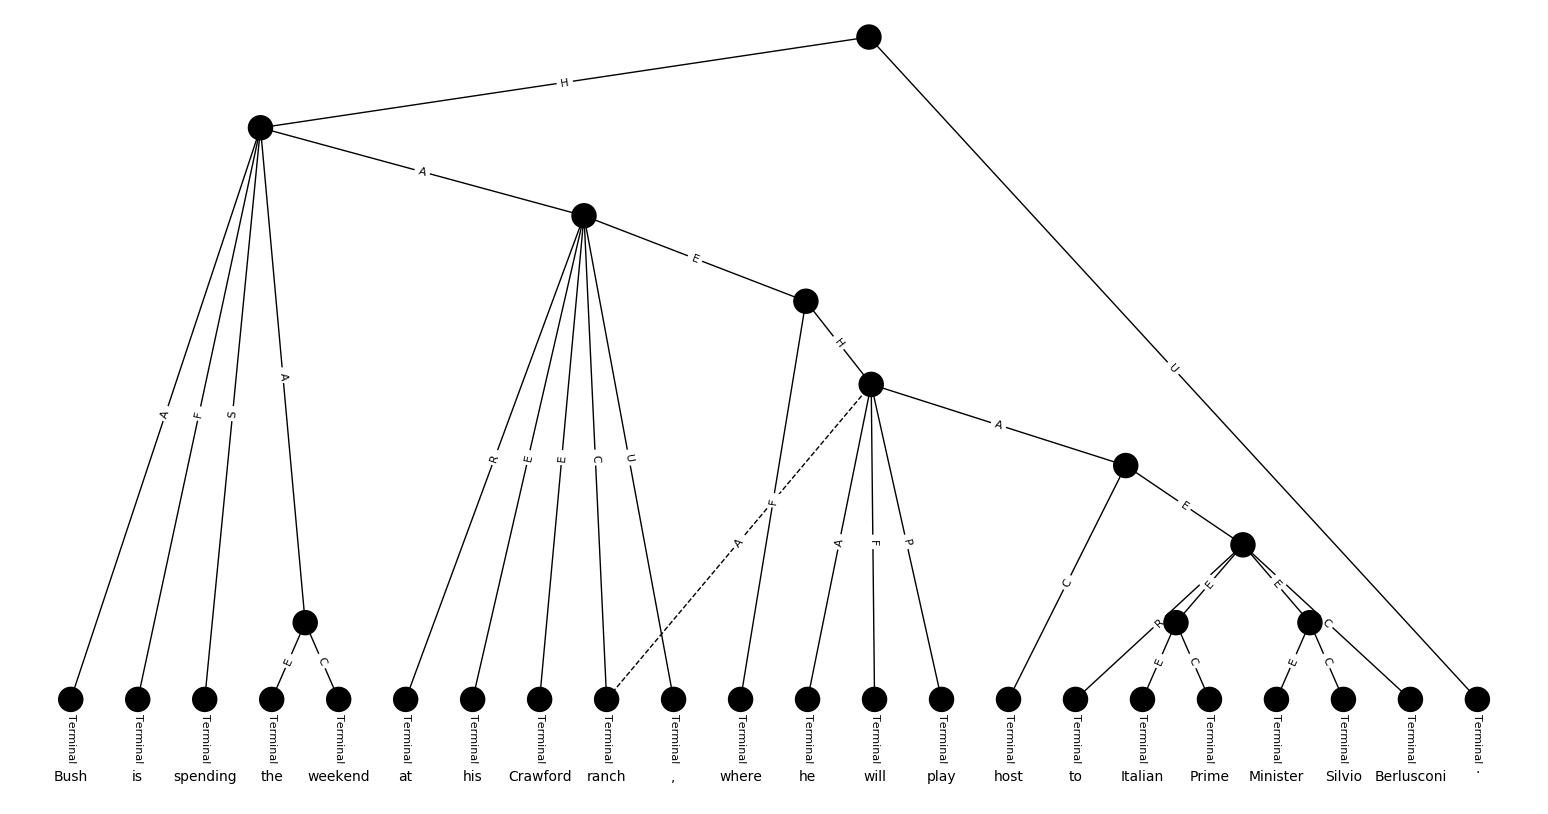 H
A
E
H
U
A
F
S
A
R
E
E
C
U
A
F
A
F
P
A
C
E
R
E
E
C
E
C
E
C
E
C
Terminal Terminal Terminal Terminal Terminal Terminal Terminal Terminal Terminal Terminal Terminal Terminal Terminal Terminal Terminal Terminal Terminal Terminal Terminal Terminal Terminal Terminal
Bush is spending the weekend at his Crawford ranch , where he will play host to Italian Prime Minister Silvio Berlusconi .